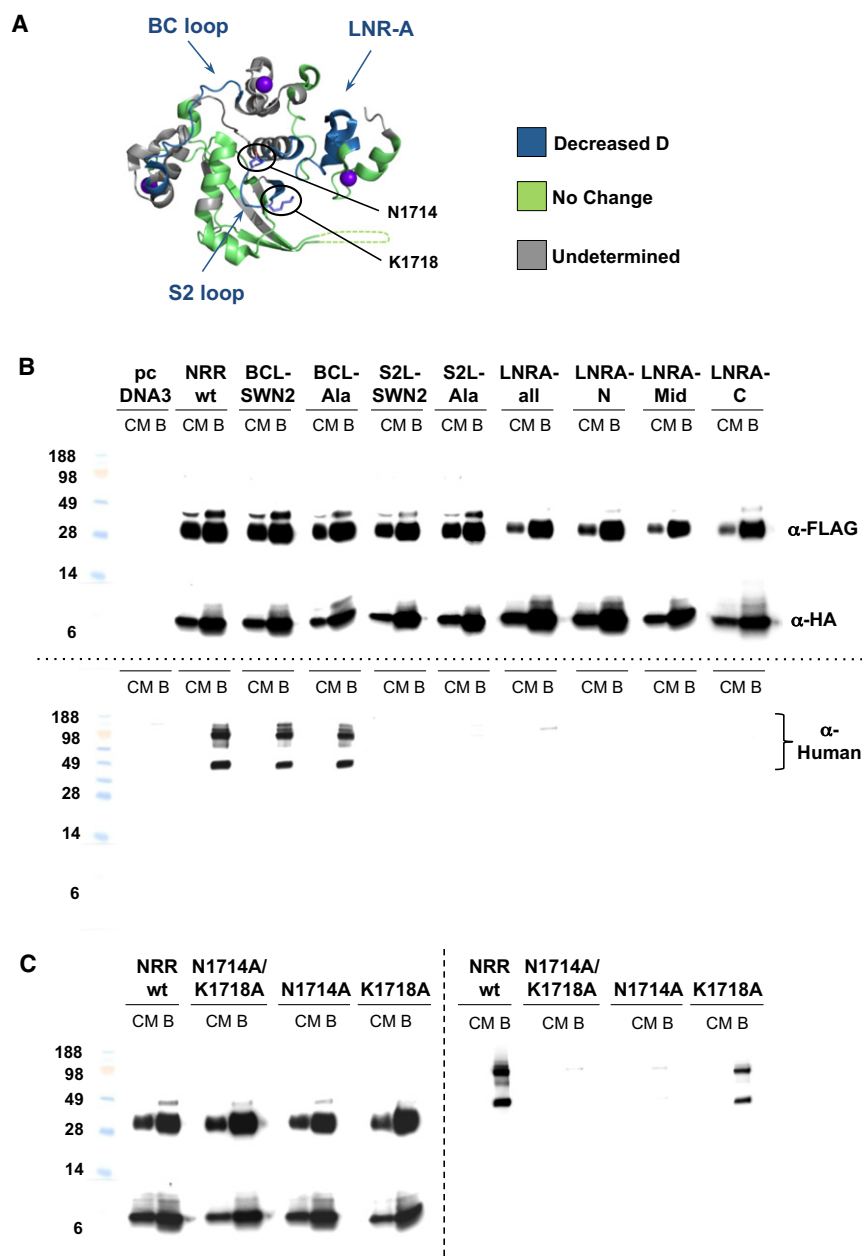 A
BC loop
LNR-A
Decreased D
No Change
Undetermined
N1714
K1718
S2 loop
B
pc DNA3
NRR wt
BCL-SWN2
BCL-Ala
S2L-SWN2
S2L-Ala
LNRA-all
LNRA-N
LNRA-Mid
LNRA-C
CM B CM B CM B CM B CM B CM B CM B CM B CM B CM B
188
98
49
28
14
6
α-FLAG
α-HA
CM B CM B CM B CM B CM B CM B CM B CM B CM B CM B
188
98
49
28
14
6
α-Human
C
NRR wt
N1714A/K1718A
N1714A
K1718A
NRR wt
N1714A/K1718A
N1714A
K1718A
CM B CM B CM B CM B CM B CM B CM B CM B
188
98
49
28
14
6